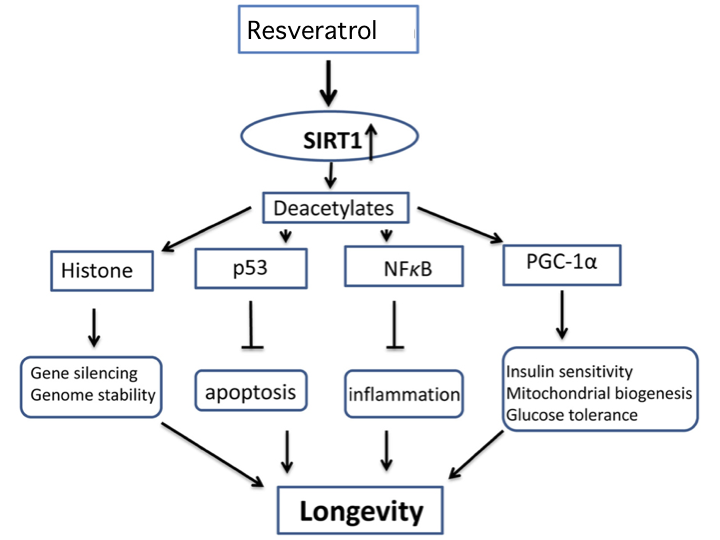 Resveratrol
SIRT1
Deacetylates
Histone
p53
NFκB
PGC-1α
Gene silencing
Genome stability
apoptosis
inflammation
Insulin sensitivity
Mitochondrial biogenesis
Glucose tolerance
Longevity